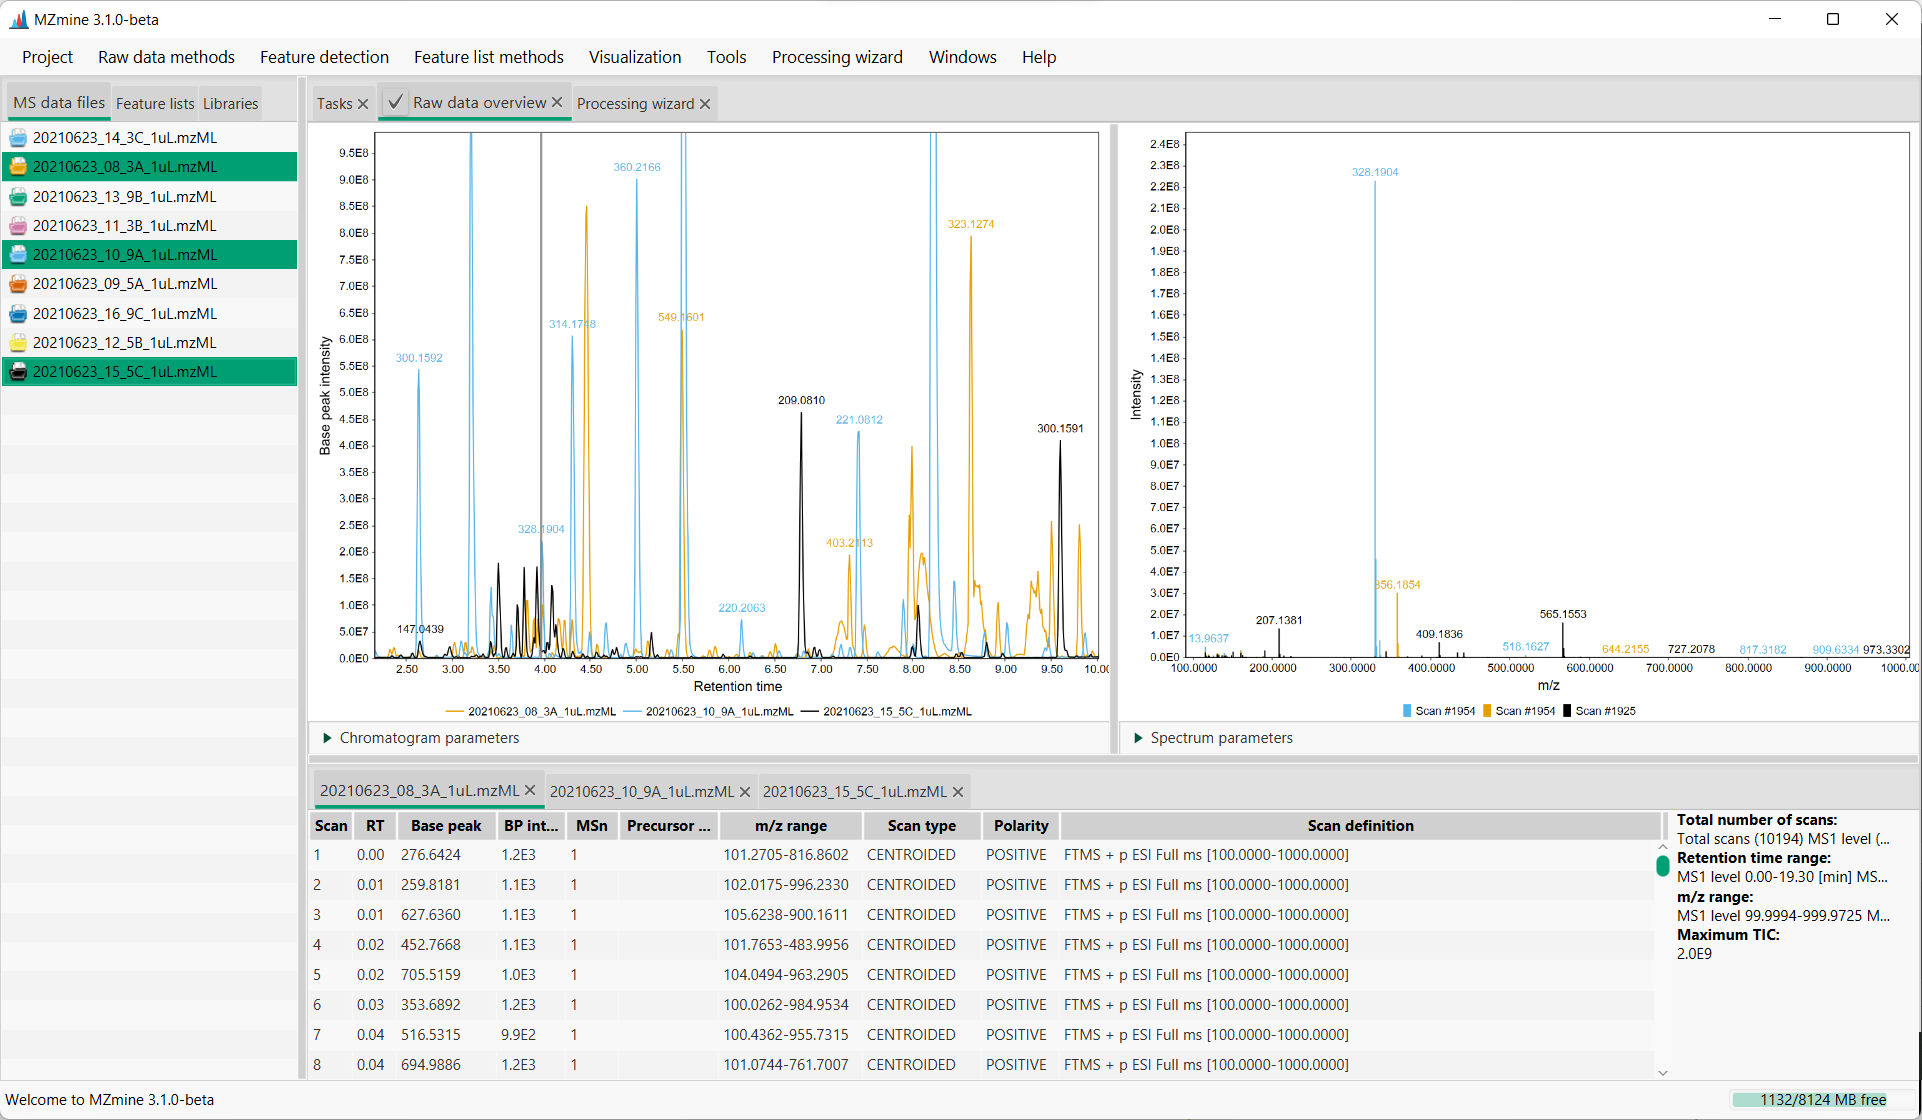 MZmine 3.1.0-beta
Project Raw data methods Feature detection Feature list methods Visualization Tools Processing wizard Windows Help
MS data files Feature lists Libraries
20210623_14_3C_1uL.mzML
20210623_08_3A_1uL.mzML
20210623_13_9B_1uL.mzML
20210623_11_3B_1uL.mzML
20210623_10_9A_1uL.mzML
20210623_09_5A_1uL.mzML
20210623_16_9C_1uL.mzML
20210623_12_5B_1uL.mzML
20210623_15_5C_1uL.mzML
Tasks Raw data overview Processing wizard
Base peak intensity
9.5E8
9.0E8
8.5E8
8.0E8
7.5E8
7.0E8
6.5E8
6.0E8
5.5E8
5.0E8
4.5E8
4.0E8
3.5E8
3.0E8
2.5E8
2.0E8
1.5E8
1.0E8
5.0E7
0.0E0
360.2166
323.1274
549.1601
314.1748
300.1592
209.0810
221.0812
300.1591
328.1904
403.2113
220.2063
147.0439
2.50 3.00 3.50 4.00 4.50 5.00 5.50 6.00 6.50 7.00 7.50 8.00 8.50 9.00 9.50 10.00
Retention time
20210623_08_3A_1uL.mzML 20210623_10_9A_1uL.mzML 20210623_15_5C_1uL.mzML
Chromatogram parameters
Intensity
2.4E8
2.3E8
2.2E8
2.1E8
2.0E8
1.9E8
1.8E8
1.7E8
1.6E8
1.5E8
1.4E8
1.3E8
1.2E8
1.1E8
1.0E8
9.0E7
8.0E7
7.0E7
6.0E7
5.0E7
4.0E7
3.0E7
2.0E7
1.0E7
0.0E0
328.1904
356.1854
207.1381
565.1553
409.1836
13.9637
518.1627
644.2155
727.2078
817.3182
909.6334
973.3302
100.0000 200.0000 300.0000 400.0000 500.0000 600.0000 700.0000 800.0000 900.0000 1000.0
m/z
Scan #1954 Scan #1954 Scan #1925
Spectrum parameters
20210623_08_3A_1uL.mzML 20210623_10_9A_1uL.mzML 20210623_15_5C_1uL.mzML
Scan RT Base peak BP int... MSn Precursor ... m/z range Scan type Polarity Scan definition
1 0.00 276.6424 1.2E3 1 101.2705-816.8602 CENTROIDED POSITIVE FTMS + p ESI Full ms [100.0000-1000.0000]
2 0.01 259.8181 1.1E3 1 102.0175-996.2330 CENTROIDED POSITIVE FTMS + p ESI Full ms [100.0000-1000.0000]
3 0.01 627.6360 1.1E3 1 105.6238-900.1611 CENTROIDED POSITIVE FTMS + p ESI Full ms [100.0000-1000.0000]
4 0.02 452.7668 1.1E3 1 101.7653-483.9956 CENTROIDED POSITIVE FTMS + p ESI Full ms [100.0000-1000.0000]
5 0.02 705.5159 1.0E3 1 104.0494-963.2905 CENTROIDED POSITIVE FTMS + p ESI Full ms [100.0000-1000.0000]
6 0.03 353.6892 1.2E3 1 100.0262-984.9534 CENTROIDED POSITIVE FTMS + p ESI Full ms [100.0000-1000.0000]
7 0.04 516.5315 9.9E2 1 100.4362-955.7315 CENTROIDED POSITIVE FTMS + p ESI Full ms [100.0000-1000.0000]
8 0.04 694.9886 1.2E3 1 101.0744-761.7007 CENTROIDED POSITIVE FTMS + p ESI Full ms [100.0000-1000.0000]
Total number of scans:
Total scans (10194) MS1 level (...
Retention time range:
MS1 level 0.00-19.30 [min] MS...
m/z range:
MS1 level 99.9994-999.9725 M...
Maximum TIC:
2.0E9
Welcome to MZmine 3.1.0-beta
1132/8124 MB free